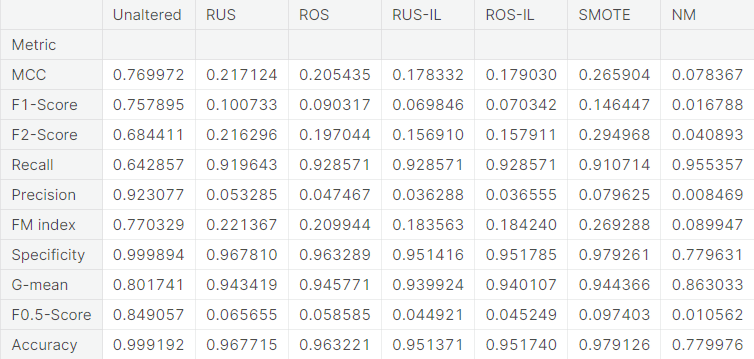 Unaltered RUS ROS RUS-IL ROS-IL SMOTE NM
Metric
MCC 0.769972 0.217124 0.205435 0.178332 0.179030 0.265904 0.078367
F1-Score 0.757895 0.100733 0.090317 0.069846 0.070342 0.146447 0.016788
F2-Score 0.684411 0.216296 0.197044 0.156910 0.157911 0.294968 0.040893
Recall 0.642857 0.919643 0.928571 0.928571 0.928571 0.910714 0.955357
Precision 0.923077 0.053285 0.047467 0.036288 0.036555 0.079625 0.008469
FM index 0.770329 0.221367 0.209944 0.183563 0.184240 0.269288 0.089947
Specificity 0.999894 0.967810 0.963289 0.951416 0.951785 0.979261 0.779631
G-mean 0.801741 0.943419 0.945771 0.939924 0.940107 0.944366 0.863033
F0.5-Score 0.849057 0.065655 0.058585 0.044921 0.045249 0.097403 0.010562
Accuracy 0.999192 0.967715 0.963221 0.951371 0.951740 0.979126 0.779976